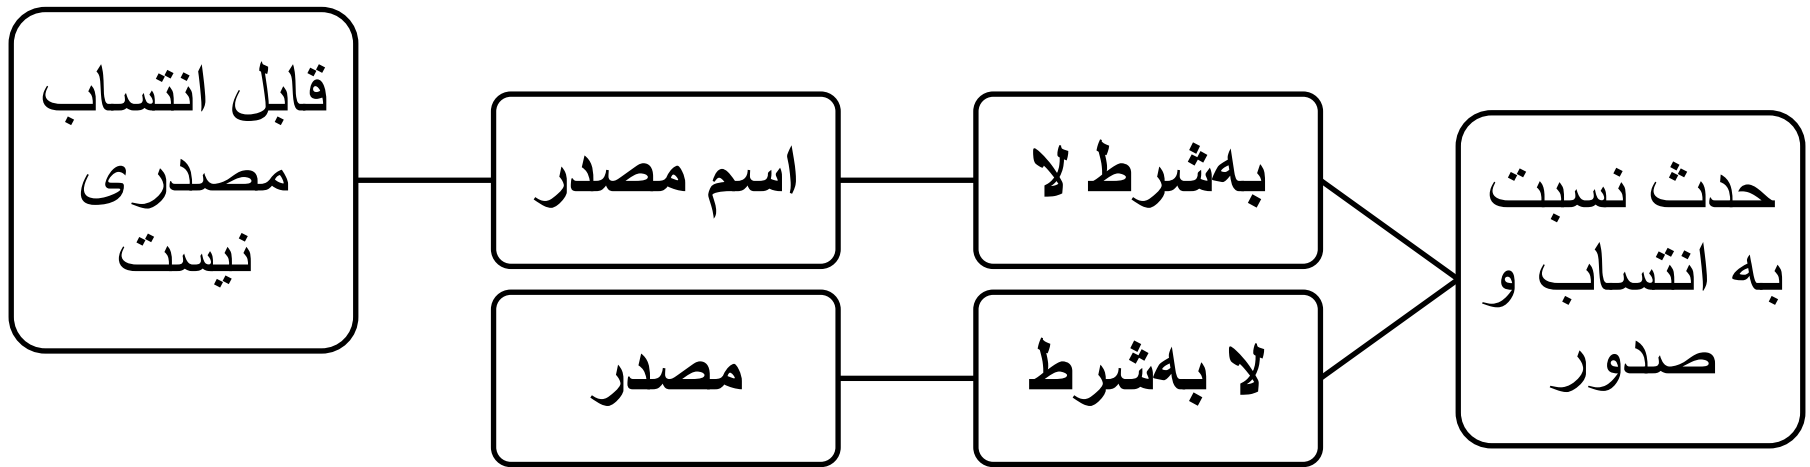 حدث نسبت
به انتساب و
صدور
به‌شرط لا
اسم مصدر
قابل انتساب
مصدری
نیست
لا به‌شرط
مصدر